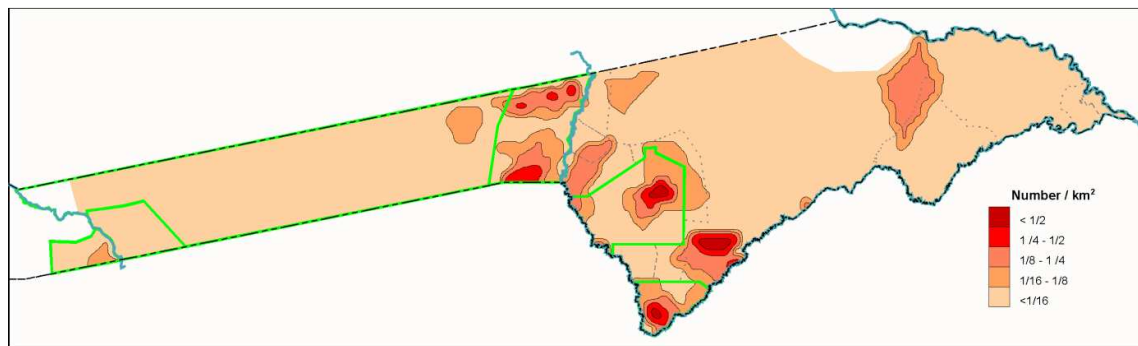 Number / km²
< 1/2
1 /4 - 1/2
1/8 - 1 /4
1/16 - 1/8
<1/16